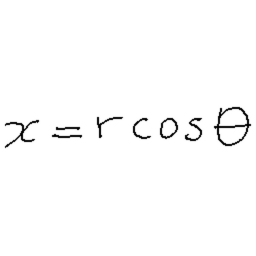 x = r cos θ